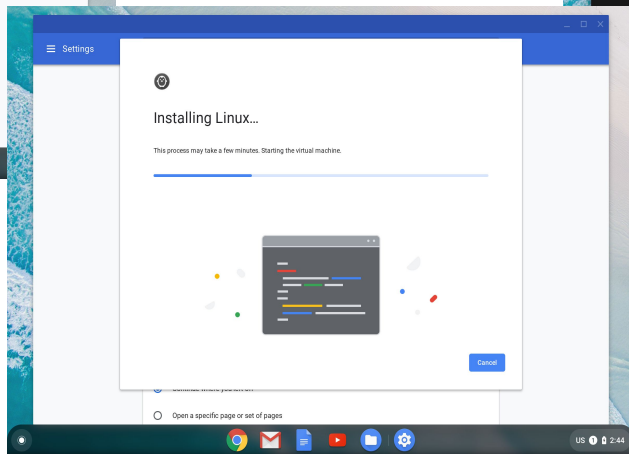 Settings
Installing Linux...
This process may take a few minutes. Starting the virtual machine.
Cancel
Open a specific page or set of pages
US 1 2:44